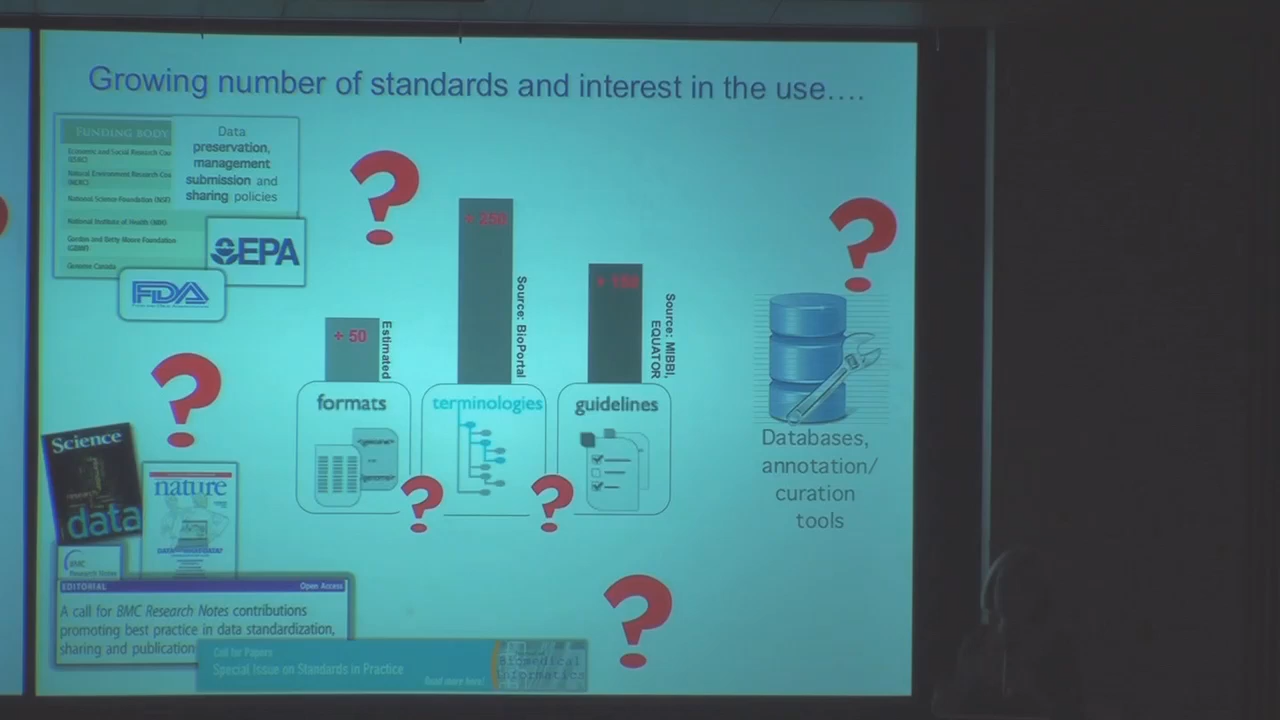 Growing number of standards and interest in the use….
FUNDING BODY
Economic and Social Research Cou
(ESRC)
Natural Environment Research Cou
(NERC)
National Science Foundation (NSF)
National Institute of Health (NIH)
Gordon and Betty Moore Foundation
(GBMF)
Genome Canada
Data
preservation,
management
submission and
sharing policies
EPA
FDA
?
?
+ 250
Source: BioPortal
Source: MIBBI,
EQUATOR
+ 50
Estimated
?
formats
terminologies
guidelines
<genome>
?
?
Databases,
annotation/
curation
tools
Science
data
nature
BMC
Research Notes
EDITORIAL
Open Access
A call for BMC Research Notes contributions
promoting best practice in data standardization,
sharing and publication
?
Call for Papers
Special Issue on Standards in Practice
Read more here!
Biomedical
Informatics